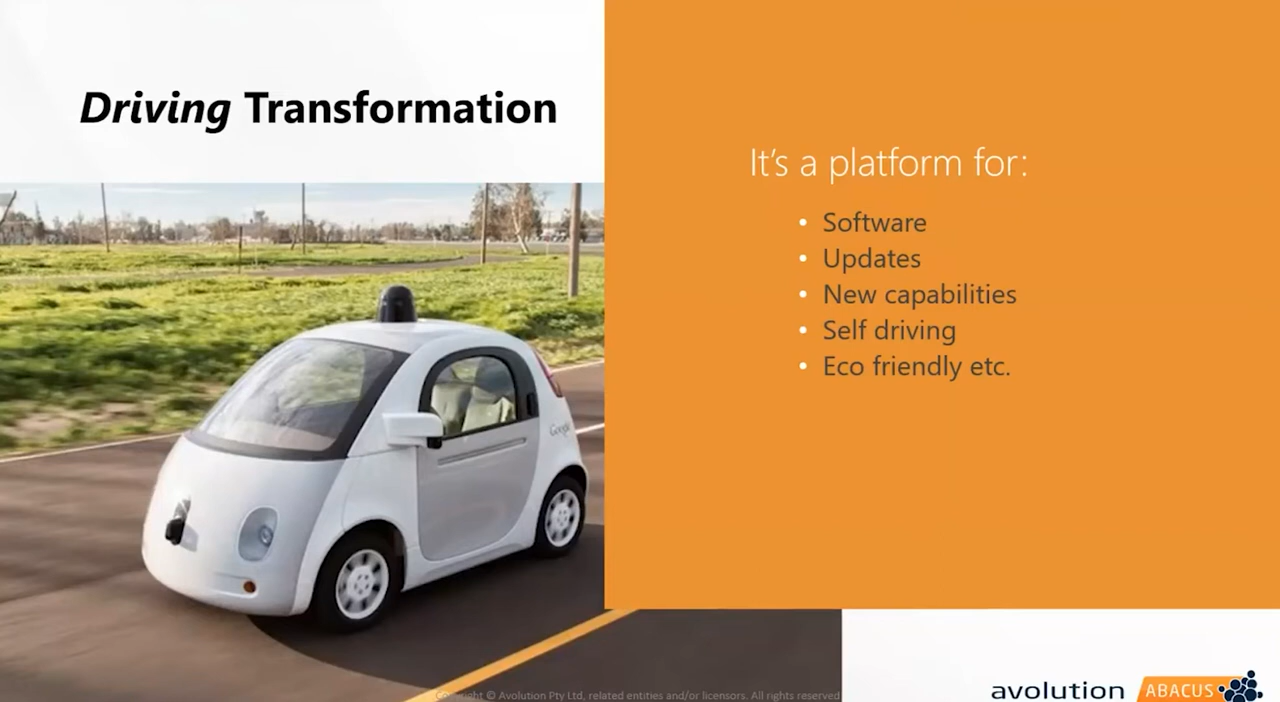 Driving Transformation
It's a platform for:
• Software
• Updates
• New capabilities
• Self driving
• Eco friendly etc.
Google
Copyright © Avolution Pty Ltd, related entities and/or licensors. All rights reserved
avolution ABACUS